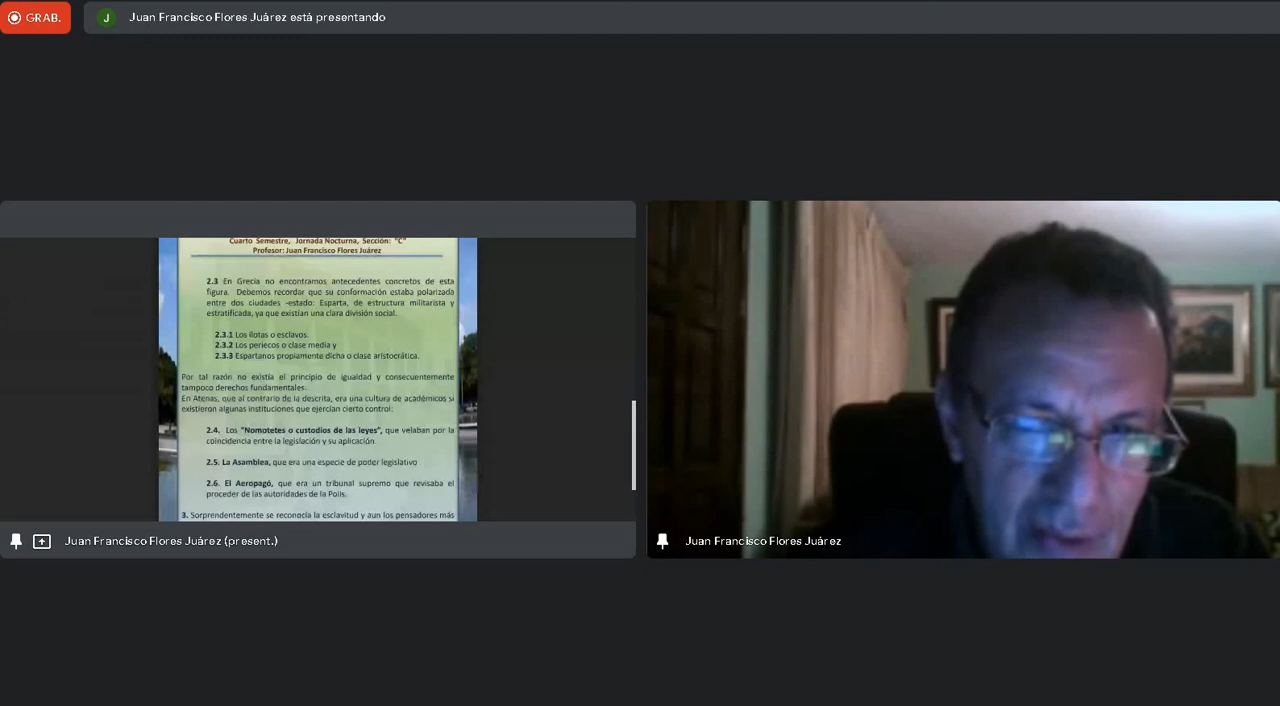 GRAB.
J
Juan Francisco Flores Juárez está presentando
Cuarto Semestre, Jornada Nocturna, Sección: "C"
Profesor: Juan Francisco Flores Juárez
2.3 En Grecia no encontramos antecedentes concretos de esta
figura. Debemos recordar que su conformación estaba polarizada
entre dos ciudades -estado: Esparta, de estructura militarista y
estratificada, ya que existían una clara división social.
2.3.1 Los ilotas o esclavos.
2.3.2 Los periecos o clase media y
2.3.3 Espartanos propiamente dicha o clase aristocrática.
Por tal razón no existía el principio de igualdad y consecuentemente
tampoco derechos fundamentales.
En Atenas, que al contrario de la descrita, era una cultura de académicos si
existieron algunas instituciones que ejercían cierto control:
2.4. Los "Nomotetes o custodios de las leyes", que velaban por la
coincidencia entre la legislación y su aplicación
2.5. La Asamblea, que era una especie de poder legislativo
2.6. El Aeropagó, que era un tribunal supremo que revisaba el
proceder de las autoridades de la Polis.
3. Sorprendentemente se reconocía la esclavitud y aun los pensadores más
Juan Francisco Flores Juárez (present.)
Juan Francisco Flores Juárez